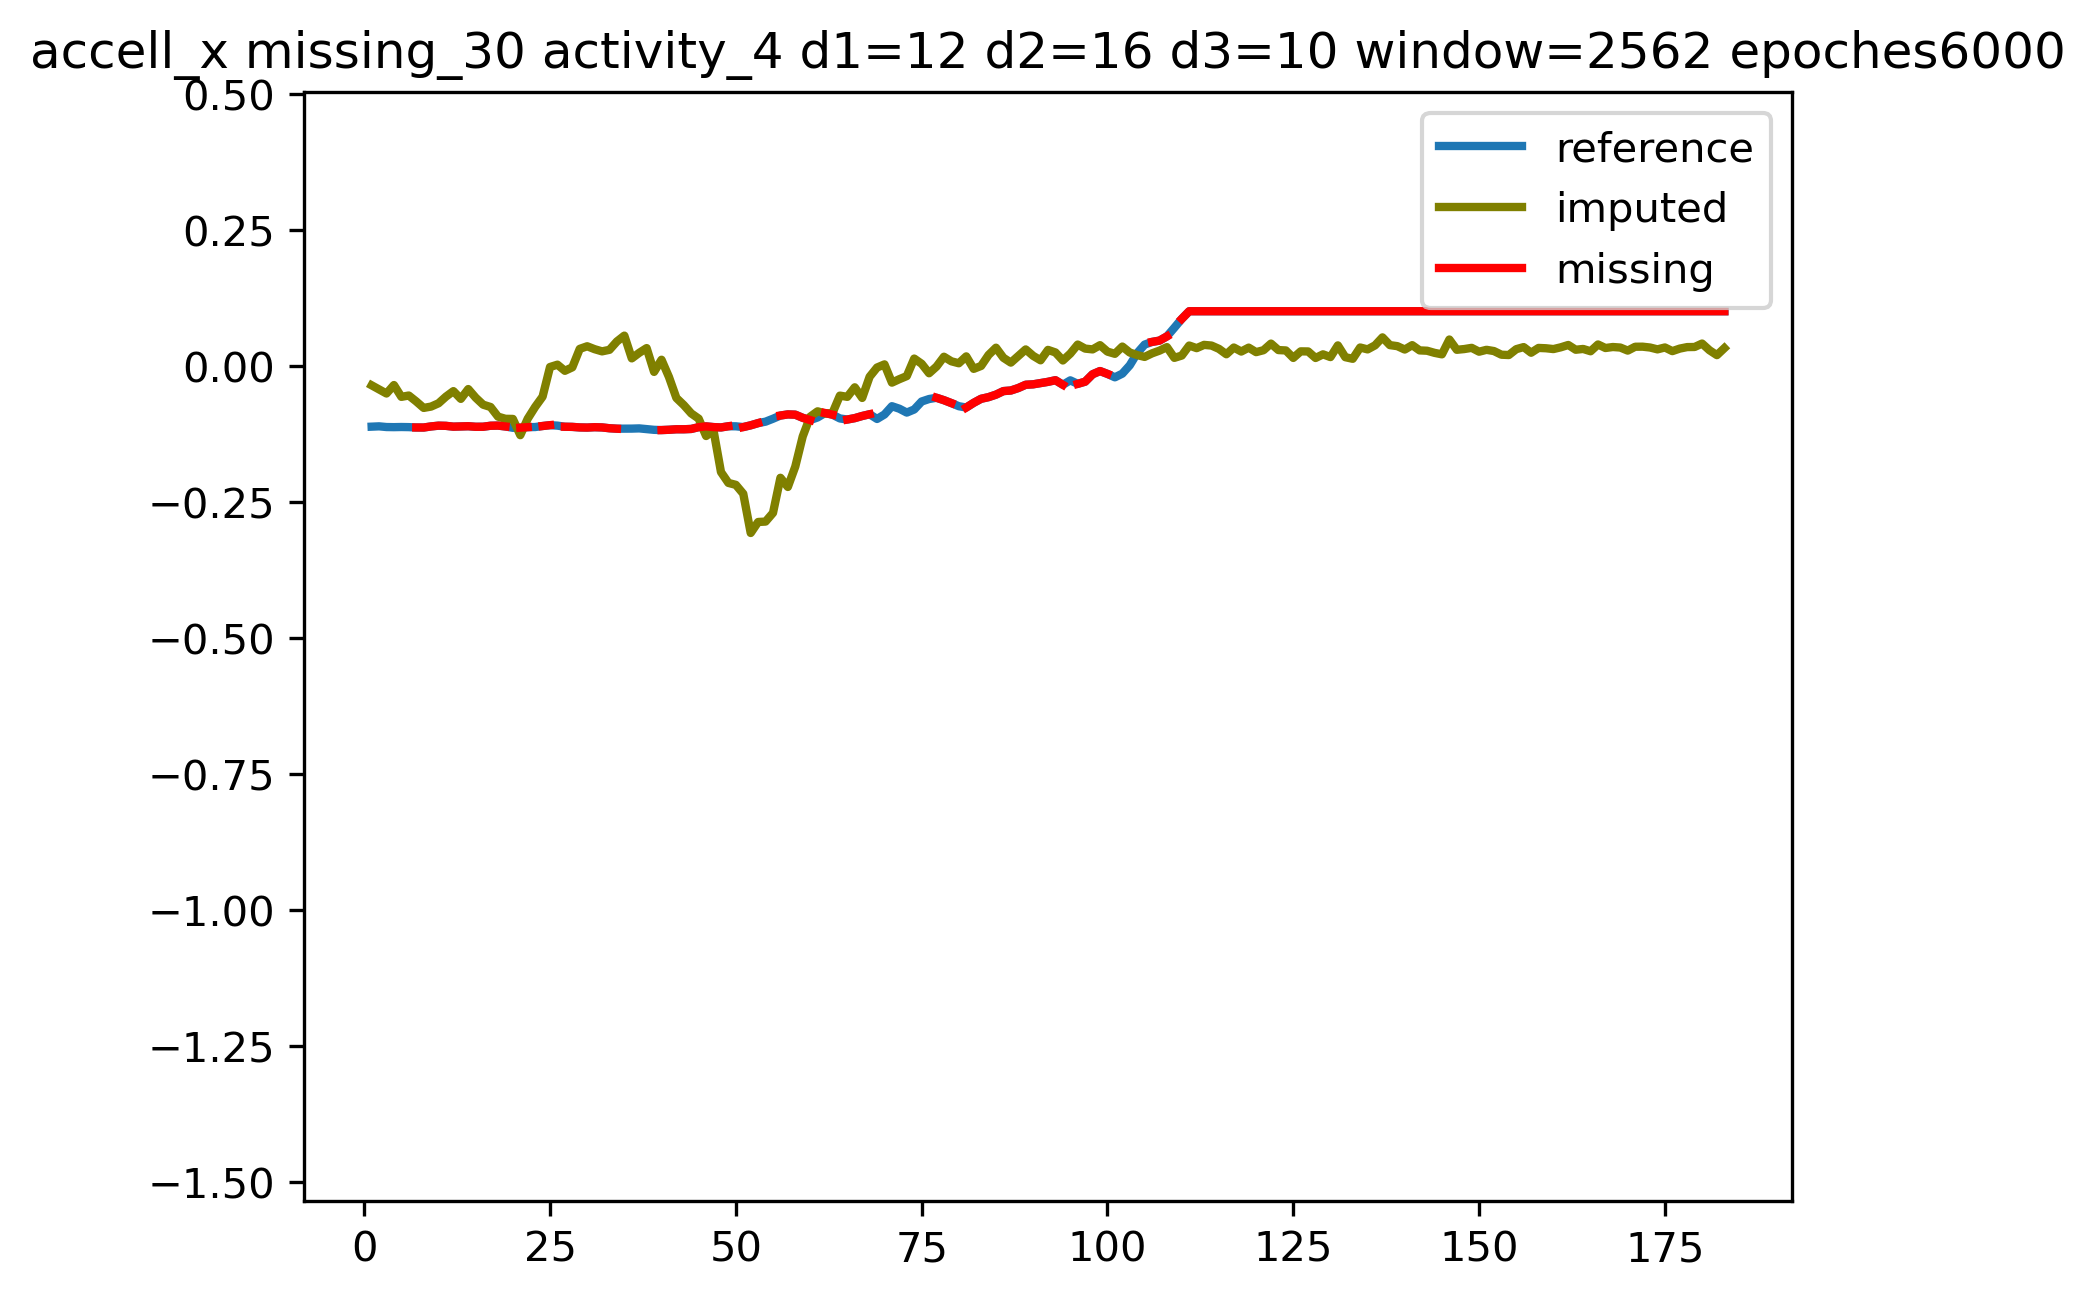 accell_x missing_30 activity_4 d1=12 d2=16 d3=10 window=2562 epoches6000
0.50
0.25
0.00
−0.25
−0.50
−0.75
−1.00
−1.25
−1.50
reference
imputed
missing
0 25 50 75 100 125 150 175